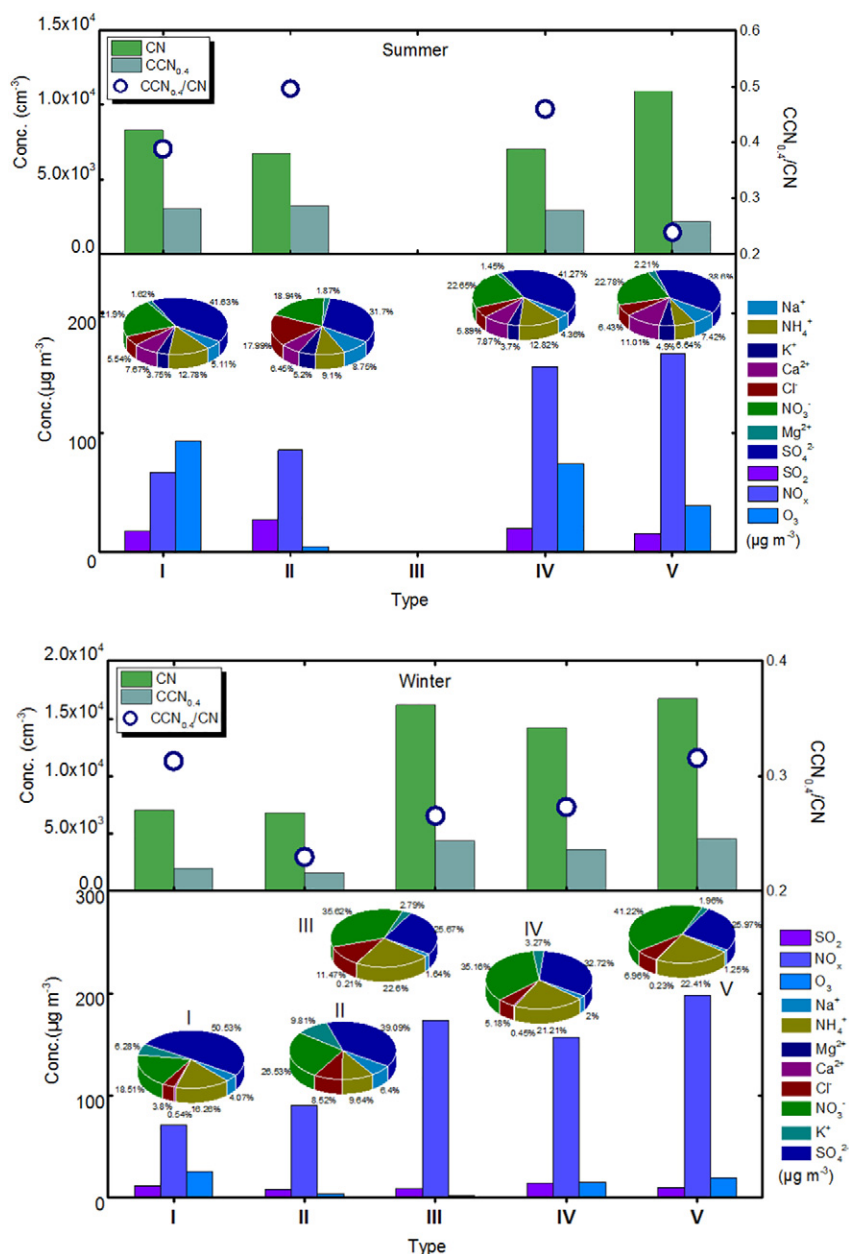 1.5x10⁴
0.6
CN
CCN₀.₄
CCN₀.₄/CN
Summer
Conc. (cm⁻³)
1.0x10⁴
5.0x10³
0.0
0.5
0.4
0.3
0.2
CCN₀.₄/CN
1.62%
41.63%
5.11%
12.78%
3.75%
7.67%
5.54%
21.9%
1.87%
31.7%
8.75%
9.1%
5.2%
6.45%
17.99%
18.94%
1.45%
41.27%
4.36%
12.82%
3.7%
7.87%
5.89%
22.65%
2.21%
38.6%
7.42%
6.64%
4.9%
11.01%
6.43%
22.78%
Conc.(µg m⁻³)
200
100
0
Na⁺
NH₄⁺
K⁺
Ca²⁺
Cl⁻
NO₃⁻
Mg²⁺
SO₄²⁻
SO₂
NOₓ
O₃
(µg m⁻³)
I II III IV V
Type
2.0x10⁴
0.4
CN
CCN₀.₄
CCN₀.₄/CN
Winter
Conc. (cm⁻³)
1.5x10⁴
1.0x10⁴
5.0x10³
0.0
0.3
0.2
CCN₀.₄/CN
300
200
100
0
Conc.(µg m⁻³)
I
50.53%
4.07%
16.26%
0.54%
3.8%
18.51%
6.28%
II
9.81%
39.09%
6.4%
9.64%
8.52%
26.53%
III
35.62%
2.79%
26.67%
1.64%
22.6%
0.21%
11.47%
IV
3.27%
32.72%
2%
21.21%
0.46%
5.18%
35.16%
41.22%
1.96%
25.97%
1.25%
22.41%
0.23%
6.96%
V
SO₂
NOₓ
O₃
Na⁺
NH₄⁺
Mg²⁺
Ca²⁺
Cl⁻
NO₃⁻
K⁺
SO₄²⁻
(µg m⁻³)
I II III IV V
Type